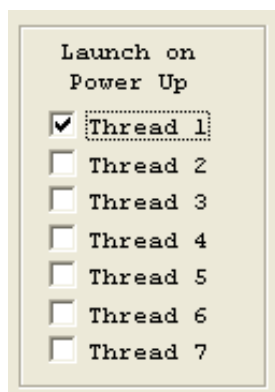 Launch on
Power Up
Thread 1
Thread 2
Thread 3
Thread 4
Thread 5
Thread 6
Thread 7